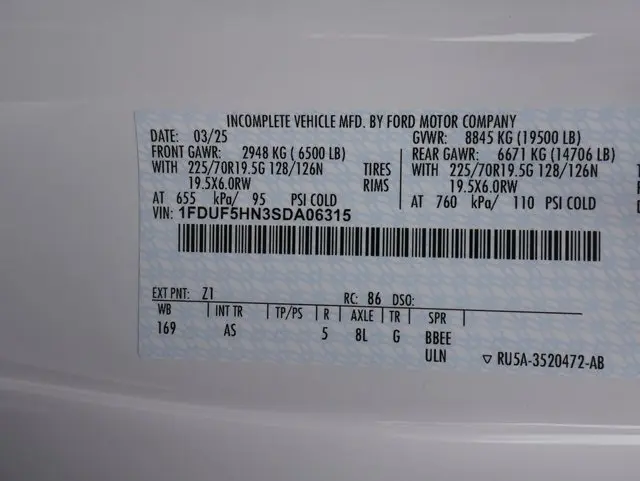 INCOMPLETE VEHICLE MFD. BY FORD MOTOR COMPANY
DATE: 03/25 GVWR: 8845 KG (19500 LB)
FRONT GAWR: 2948 KG ( 6500 LB) REAR GAWR: 6671 KG (14706 LB)
WITH 225/70R19.5G 128/126N TIRES WITH 225/70R19.5G 128/126N
19.5X6.0RW RIMS 19.5X6.0RW
AT 655 kPa/ 95 PSI COLD AT 760 kPa/ 110 PSI COLD
VIN: 1FDUF5HN3SDA06315
EXT PNT: Z1 RC: 86 DSO:
WB INT TR TP/PS R AXLE TR SPR
169 AS 5 8L G BBEE
ULN ▽ RU5A-3520472-AB